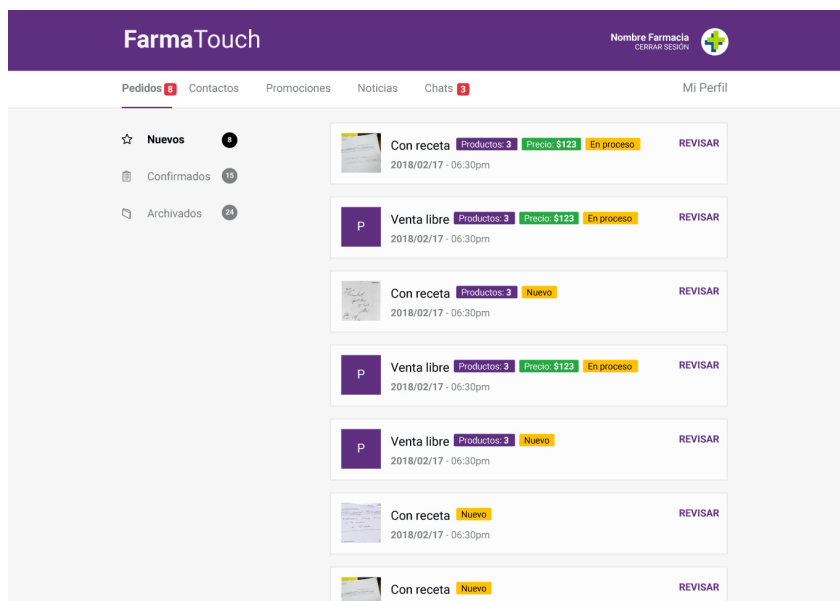 FarmaTouch
Nombre Farmacia
CERRAR SESIÓN
Pedidos 8 Contactos Promociones Noticias Chats 3 Mi Perfil
Nuevos 8
Confirmados 15
Archivados 24
Con receta Productos: 3 Precio: $123 En proceso REVISAR
2018/02/17 - 06:30pm
P Venta libre Productos: 3 Precio: $123 En proceso REVISAR
2018/02/17 - 06:30pm
Con receta Productos: 3 Nuevo REVISAR
2018/02/17 - 06:30pm
P Venta libre Productos: 3 Precio: $123 En proceso REVISAR
2018/02/17 - 06:30pm
P Venta libre Productos: 3 Nuevo REVISAR
2018/02/17 - 06:30pm
Con receta Nuevo REVISAR
2018/02/17 - 06:30pm
Con receta Nuevo REVISAR